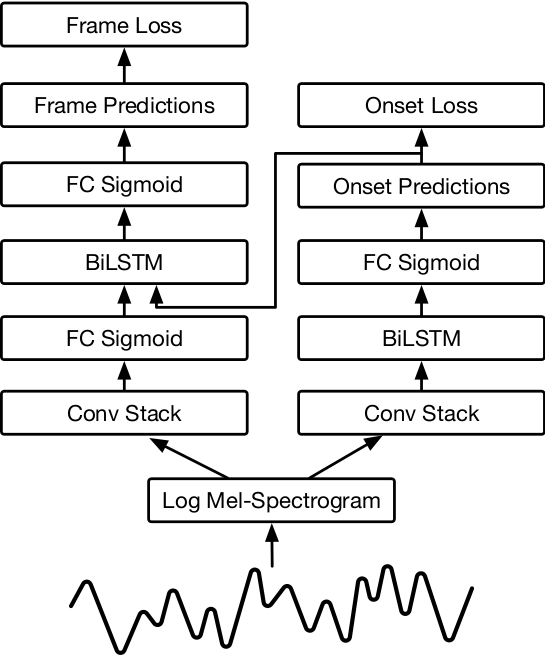 Frame Loss
Frame Predictions
Onset Loss
FC Sigmoid
Onset Predictions
BiLSTM
FC Sigmoid
FC Sigmoid
BiLSTM
Conv Stack
Conv Stack
Log Mel-Spectrogram